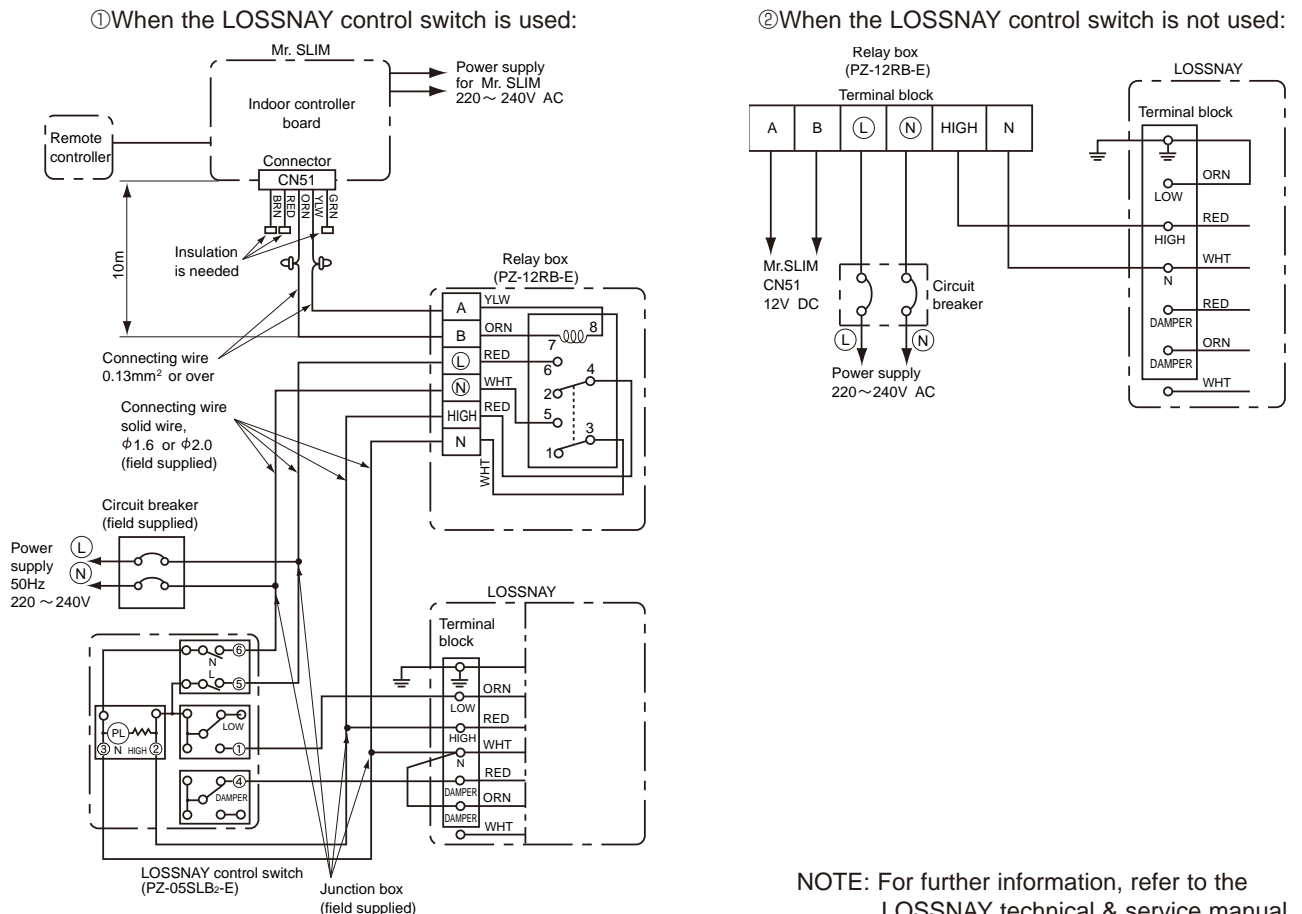 ①When the LOSSNAY control switch is used:
Mr. SLIM
Power supply
for Mr. SLIM
220～240V AC
Indoor controller
board
Remote
controller
Connector
CN51
BRN
RED
ORN
YLW
GRN
Insulation
is needed
10m
Relay box
(PZ-12RB-E)
A
YLW
B
ORN
L
RED
N
WHT
HIGH
RED
N
WHT
8
7
6
4
2
5
3
1
Connecting wire
0.13mm² or over
Connecting wire
solid wire,
φ1.6 or φ2.0
(field supplied)
Circuit breaker
(field supplied)
Power
supply
50Hz
220～240V
L
N
LOSSNAY
Terminal
block
ORN
LOW
RED
HIGH
WHT
N
RED
DAMPER
ORN
DAMPER
WHT
⑥
N
L
⑤
LOW
①
PL
③ N HIGH ②
④
DAMPER
LOSSNAY control switch
(PZ-05SLB2-E)
Junction box
(field supplied)
②When the LOSSNAY control switch is not used:
Relay box
(PZ-12RB-E)
Terminal block
A B L N HIGH N
Mr.SLIM
CN51
12V DC
Circuit
breaker
L
N
Power supply
220～240V AC
LOSSNAY
Terminal block
ORN
LOW
RED
HIGH
WHT
N
RED
DAMPER
ORN
DAMPER
WHT
NOTE: For further information, refer to the
LOSSNAY technical & service manual